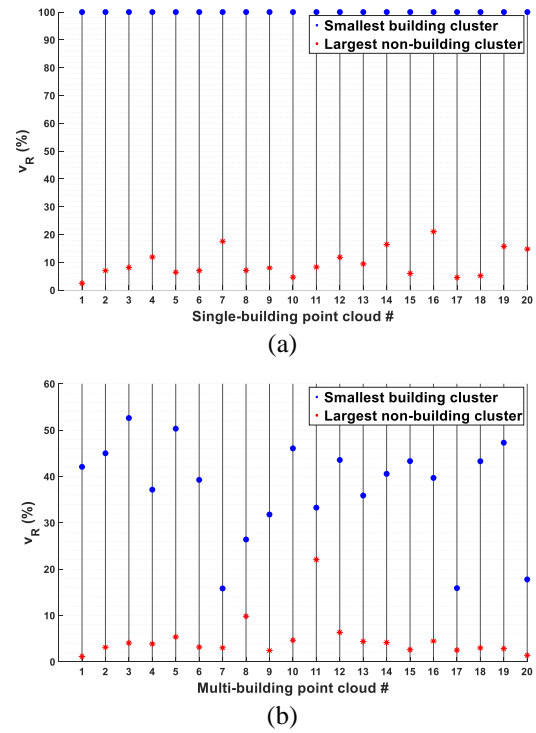 100
90
80
70
60
50
40
30
20
10
0
v_R (%)
Smallest building cluster
Largest non-building cluster
1 2 3 4 5 6 7 8 9 10 11 12 13 14 15 16 17 18 19 20
Single-building point cloud #
(a)
60
50
40
30
20
10
0
v_R (%)
Smallest building cluster
Largest non-building cluster
1 2 3 4 5 6 7 8 9 10 11 12 13 14 15 16 17 18 19 20
Multi-building point cloud #
(b)